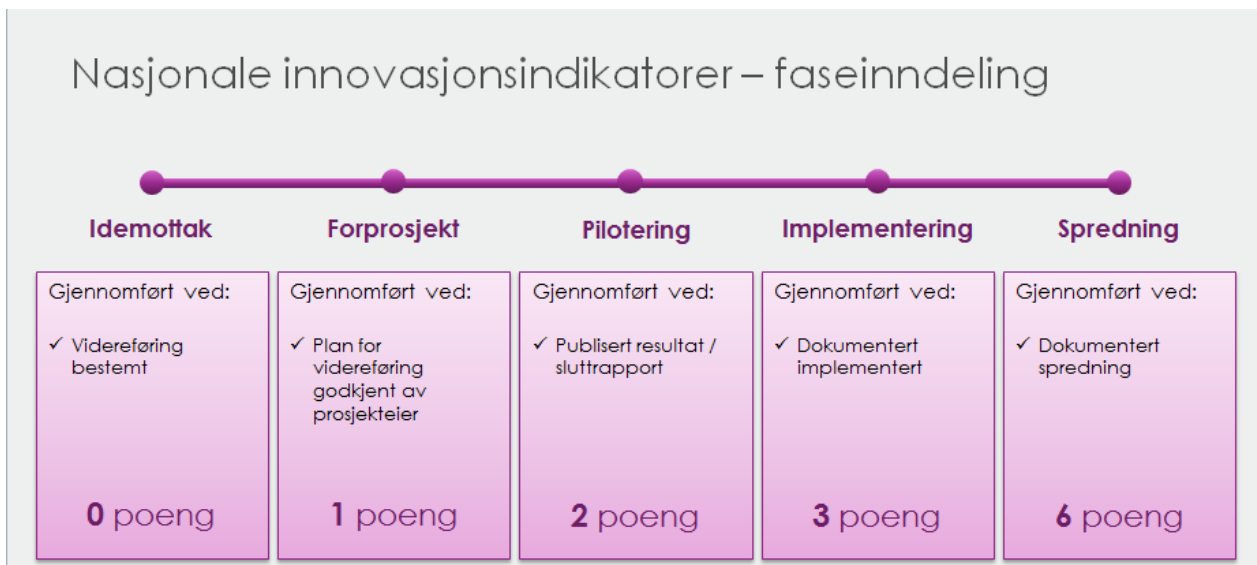 Nasjonale innovasjonsindikatorer – faseinndeling
Idemottak
Forprosjekt
Pilotering
Implementering
Spredning
Gjennomført ved:
✓ Videreføring
bestemt
0 poeng
Gjennomført ved:
✓ Plan for
videreføring
godkjent av
prosjekteier
1 poeng
Gjennomført ved:
✓ Publisert resultat /
sluttrapport
2 poeng
Gjennomført ved:
✓ Dokumentert
implementert
3 poeng
Gjennomført ved:
✓ Dokumentert
spredning
6 poeng